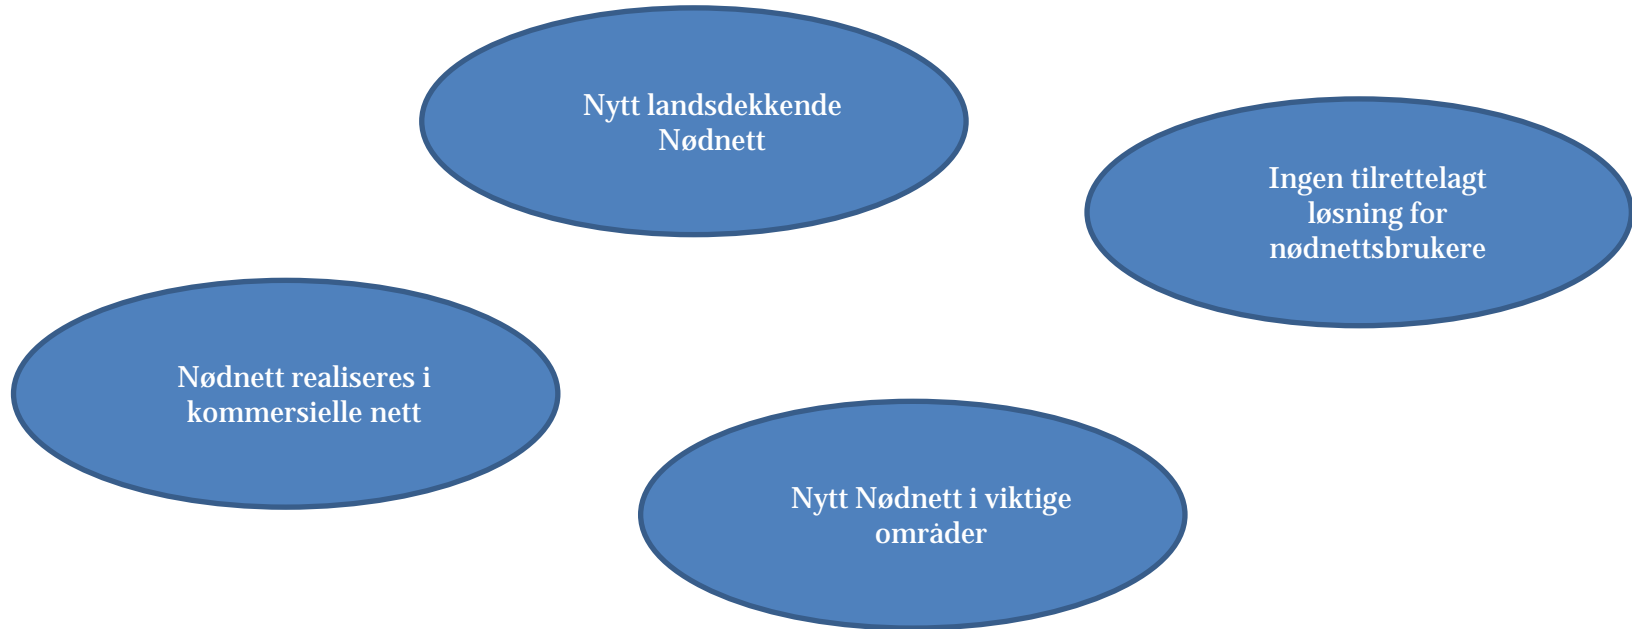 Nytt landsdekkende
Nødnett
Ingen tilrettelagt
løsning for
nødnettsbrukere
Nødnett realiseres i
kommersielle nett
Nytt Nødnett i viktige
områder